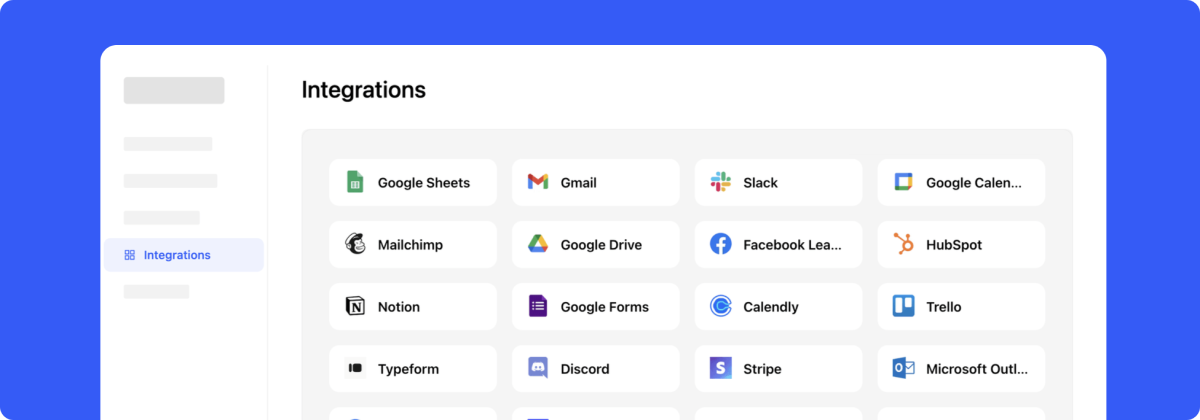 Integrations
Google Sheets
Gmail
Slack
Google Calen...
Mailchimp
Google Drive
Facebook Lea...
HubSpot
Integrations
Notion
Google Forms
Calendly
Trello
Typeform
Discord
Stripe
Microsoft Outl...